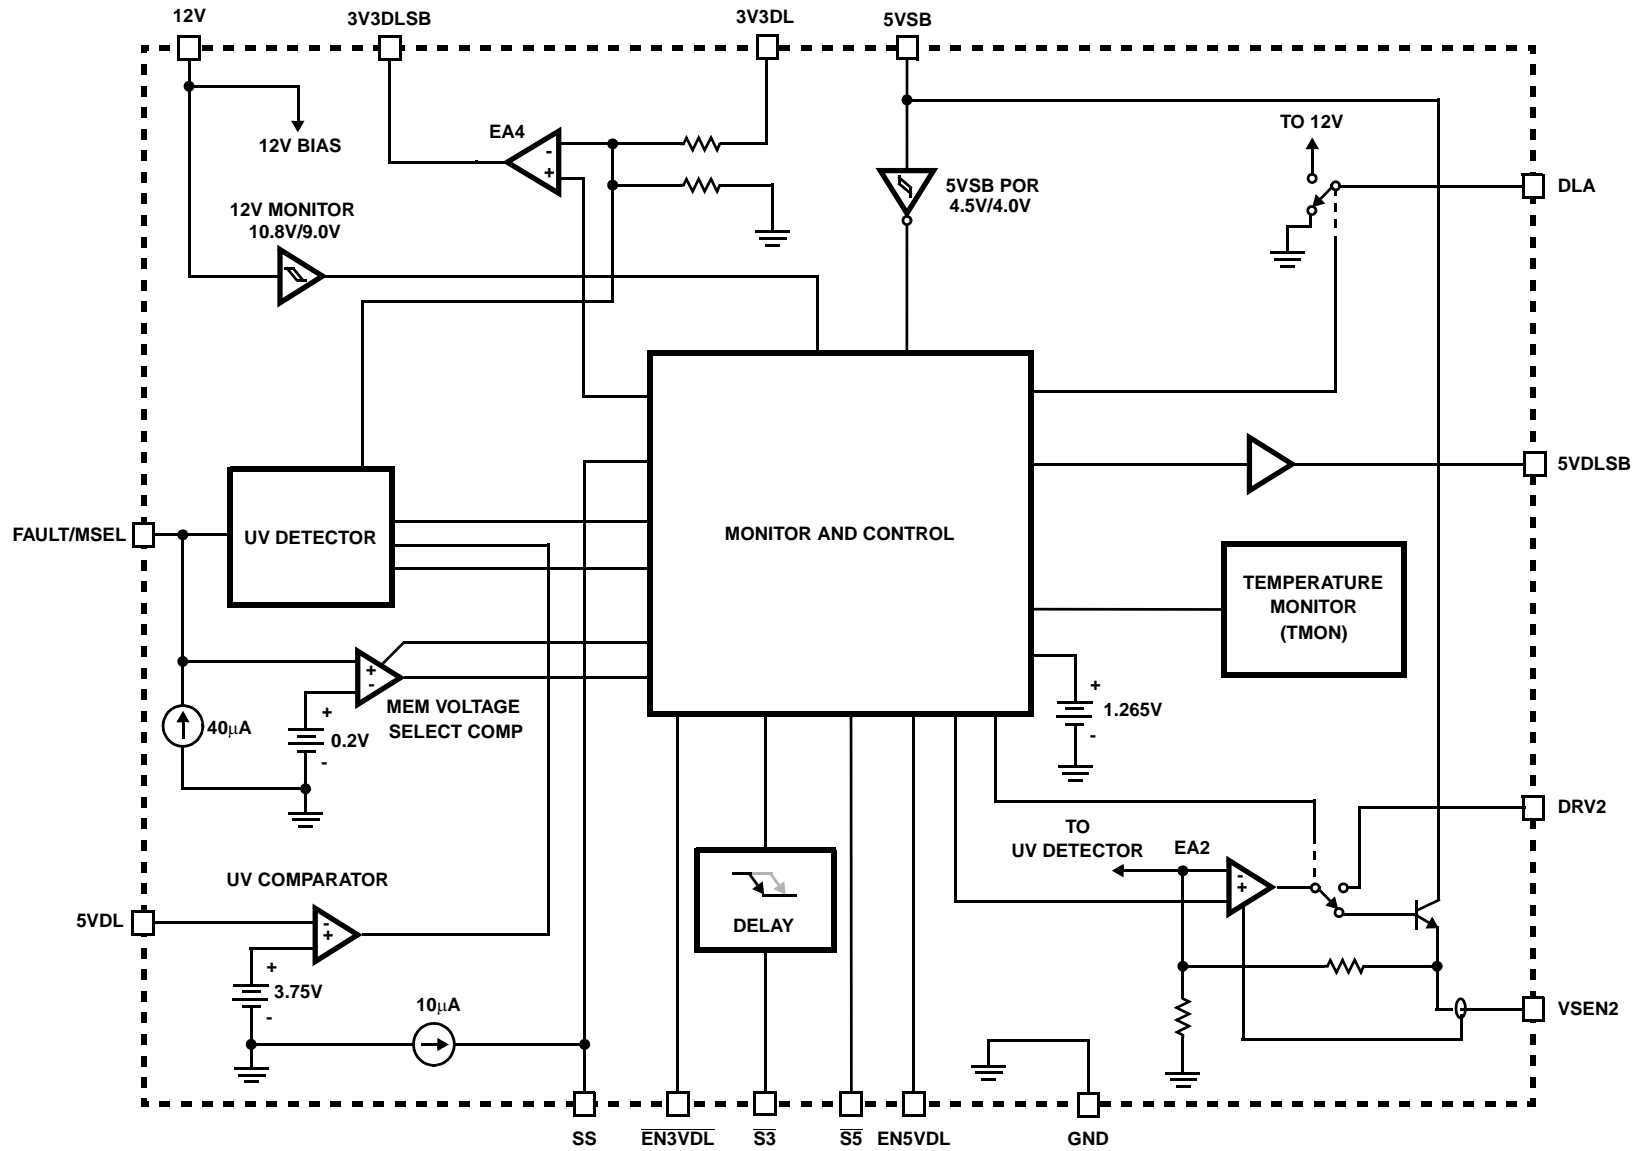 12V
3V3DLSB
3V3DL
5VSB
12V BIAS
EA4
-
+
TO 12V
5VSB POR
4.5V/4.0V
DLA
12V MONITOR
10.8V/9.0V
5VDLSB
FAULT/MSEL
UV DETECTOR
MONITOR AND CONTROL
TEMPERATURE
MONITOR
(TMON)
+
-
MEM VOLTAGE
SELECT COMP
40µA
+
0.2V
-
+
1.265V
-
DRV2
TO
UV DETECTOR
EA2
-
+
UV COMPARATOR
5VDL
-
+
DELAY
+
3.75V
-
10µA
VSEN2
SS
EN3VDL
S3
S5
EN5VDL
GND